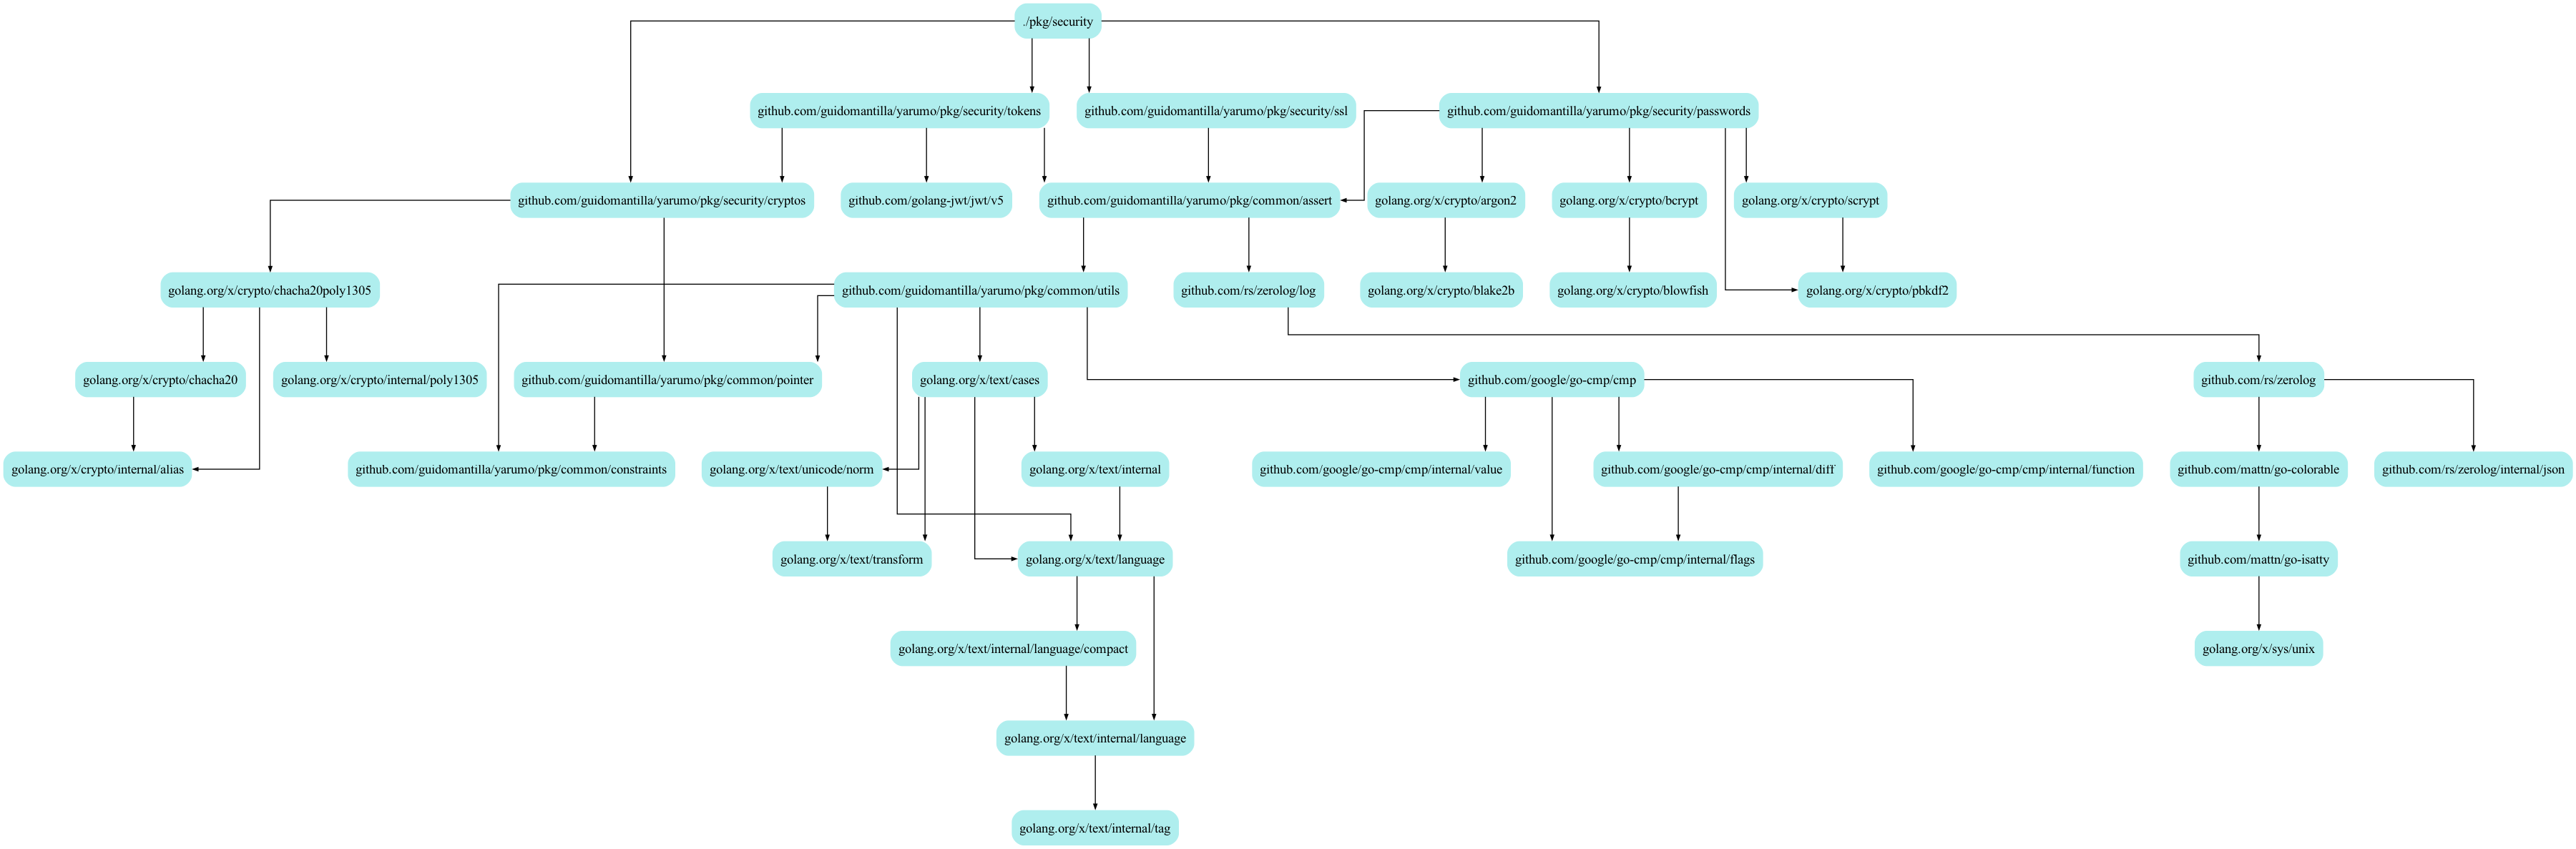 ./pkg/security
github.com/guidomantilla/yarumo/pkg/security/tokens
github.com/guidomantilla/yarumo/pkg/security/ssl
github.com/guidomantilla/yarumo/pkg/security/passwords
github.com/guidomantilla/yarumo/pkg/security/cryptos
github.com/golang-jwt/jwt/v5
github.com/guidomantilla/yarumo/pkg/common/assert
golang.org/x/crypto/argon2
golang.org/x/crypto/bcrypt
golang.org/x/crypto/scrypt
golang.org/x/crypto/chacha20poly1305
github.com/guidomantilla/yarumo/pkg/common/utils
github.com/rs/zerolog/log
golang.org/x/crypto/blake2b
golang.org/x/crypto/blowfish
golang.org/x/crypto/pbkdf2
golang.org/x/crypto/chacha20
golang.org/x/crypto/internal/poly1305
github.com/guidomantilla/yarumo/pkg/common/pointer
golang.org/x/text/cases
github.com/google/go-cmp/cmp
github.com/rs/zerolog
golang.org/x/crypto/internal/alias
github.com/guidomantilla/yarumo/pkg/common/constraints
golang.org/x/text/unicode/norm
golang.org/x/text/internal
github.com/google/go-cmp/cmp/internal/value
github.com/google/go-cmp/cmp/internal/diff
github.com/google/go-cmp/cmp/internal/function
github.com/mattn/go-colorable
github.com/rs/zerolog/internal/json
golang.org/x/text/transform
golang.org/x/text/language
github.com/google/go-cmp/cmp/internal/flags
github.com/mattn/go-isatty
golang.org/x/text/internal/language/compact
golang.org/x/sys/unix
golang.org/x/text/internal/language
golang.org/x/text/internal/tag